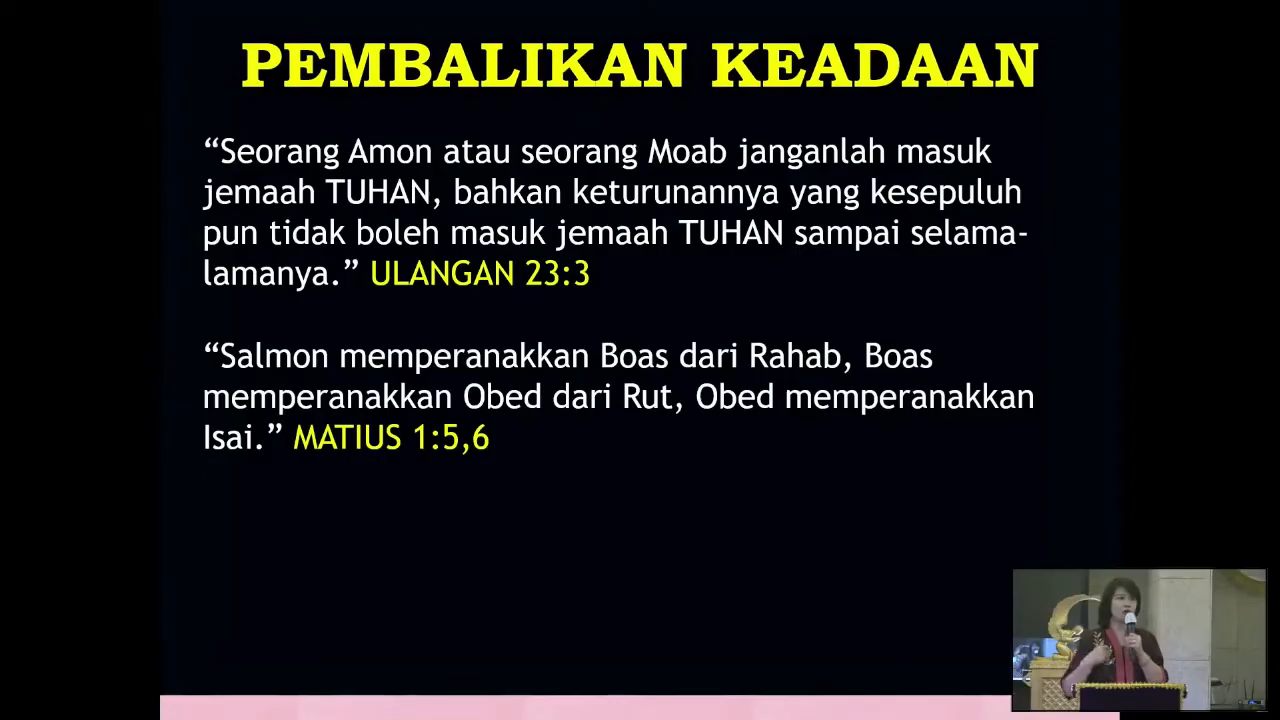 PEMBALIKAN KEADAAN
“Seorang Amon atau seorang Moab janganlah masuk
jemaah TUHAN, bahkan keturunannya yang kesepuluh
pun tidak boleh masuk jemaah TUHAN sampai selama-
lamanya.” ULANGAN 23:3
“Salmon memperanakkan Boas dari Rahab, Boas
memperanakkan Obed dari Rut, Obed memperanakkan
Isai.” MATIUS 1:5,6